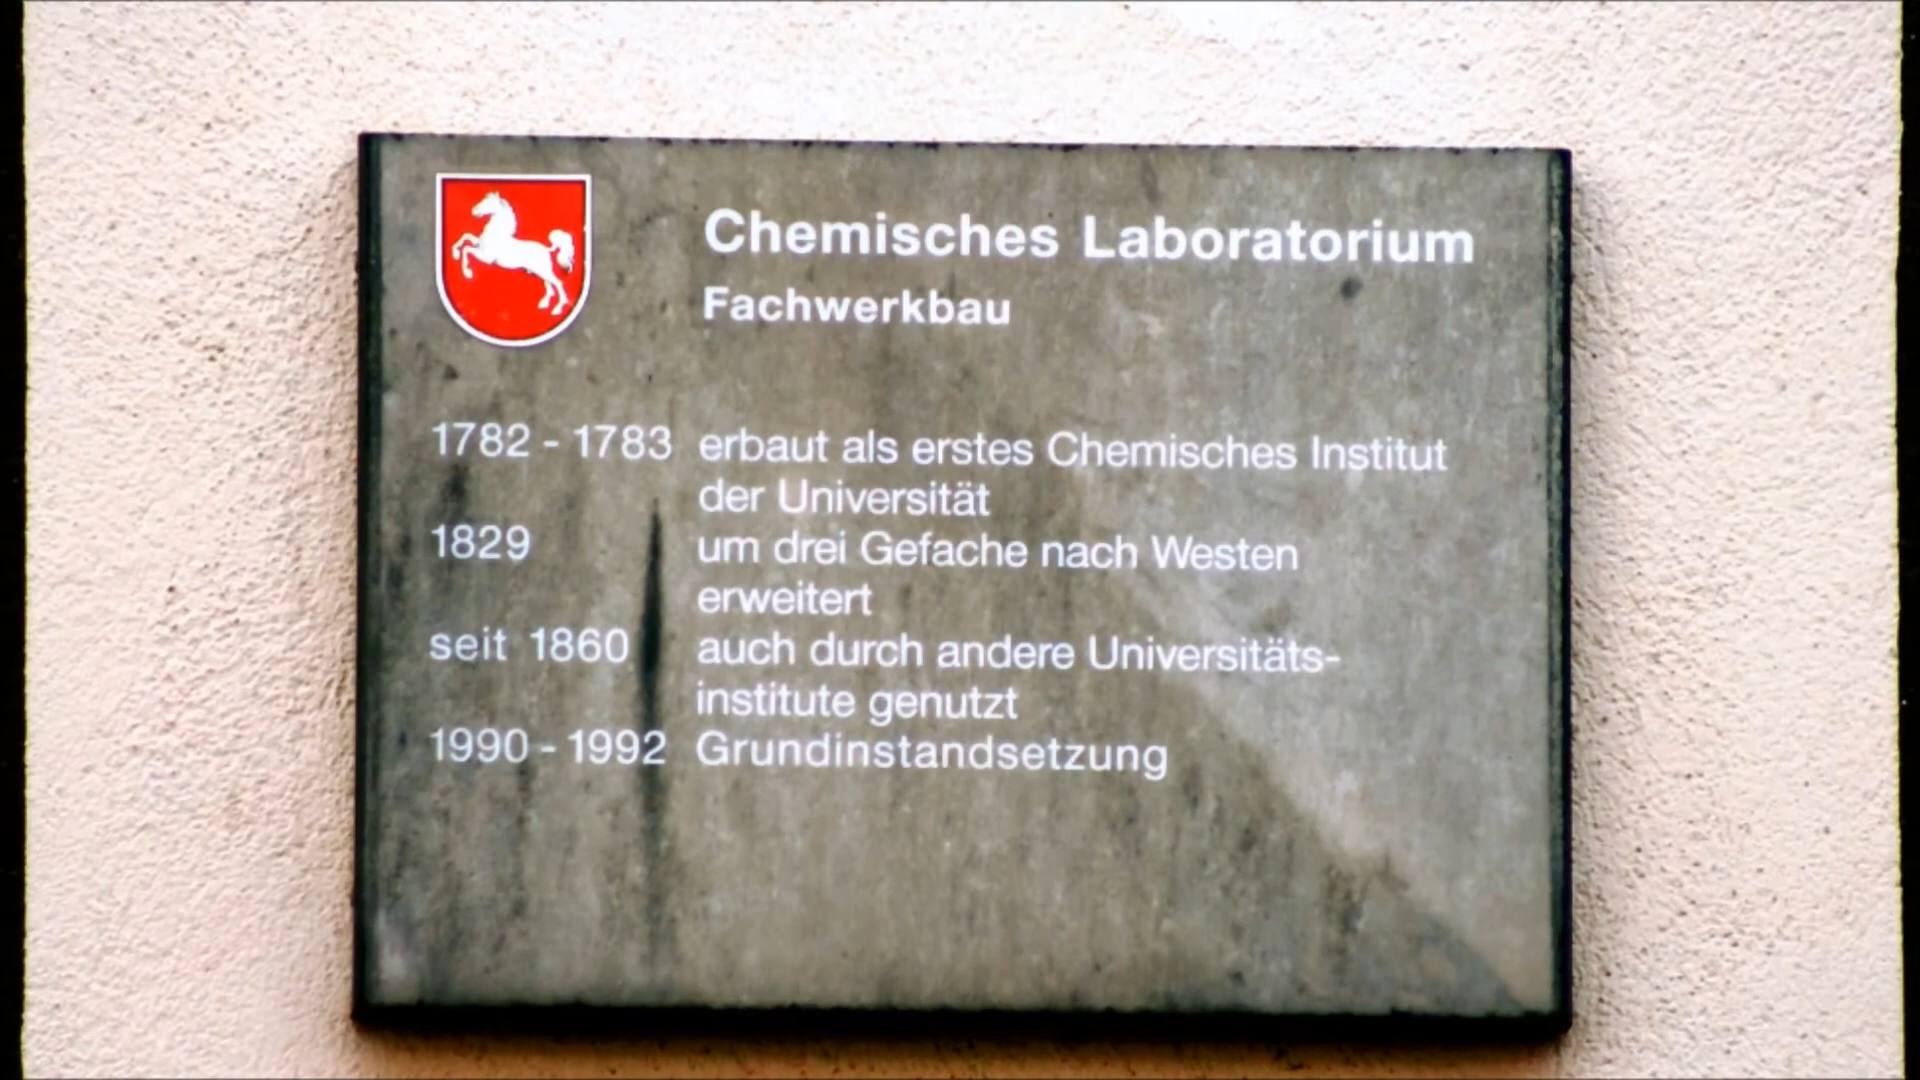 Chemisches Laboratorium
Fachwerkbau
1782 - 1783 erbaut als erstes Chemisches Institut
der Universität
1829 um drei Gefache nach Westen
erweitert
seit 1860 auch durch andere Universitäts-
institute genutzt
1990 - 1992 Grundinstandsetzung